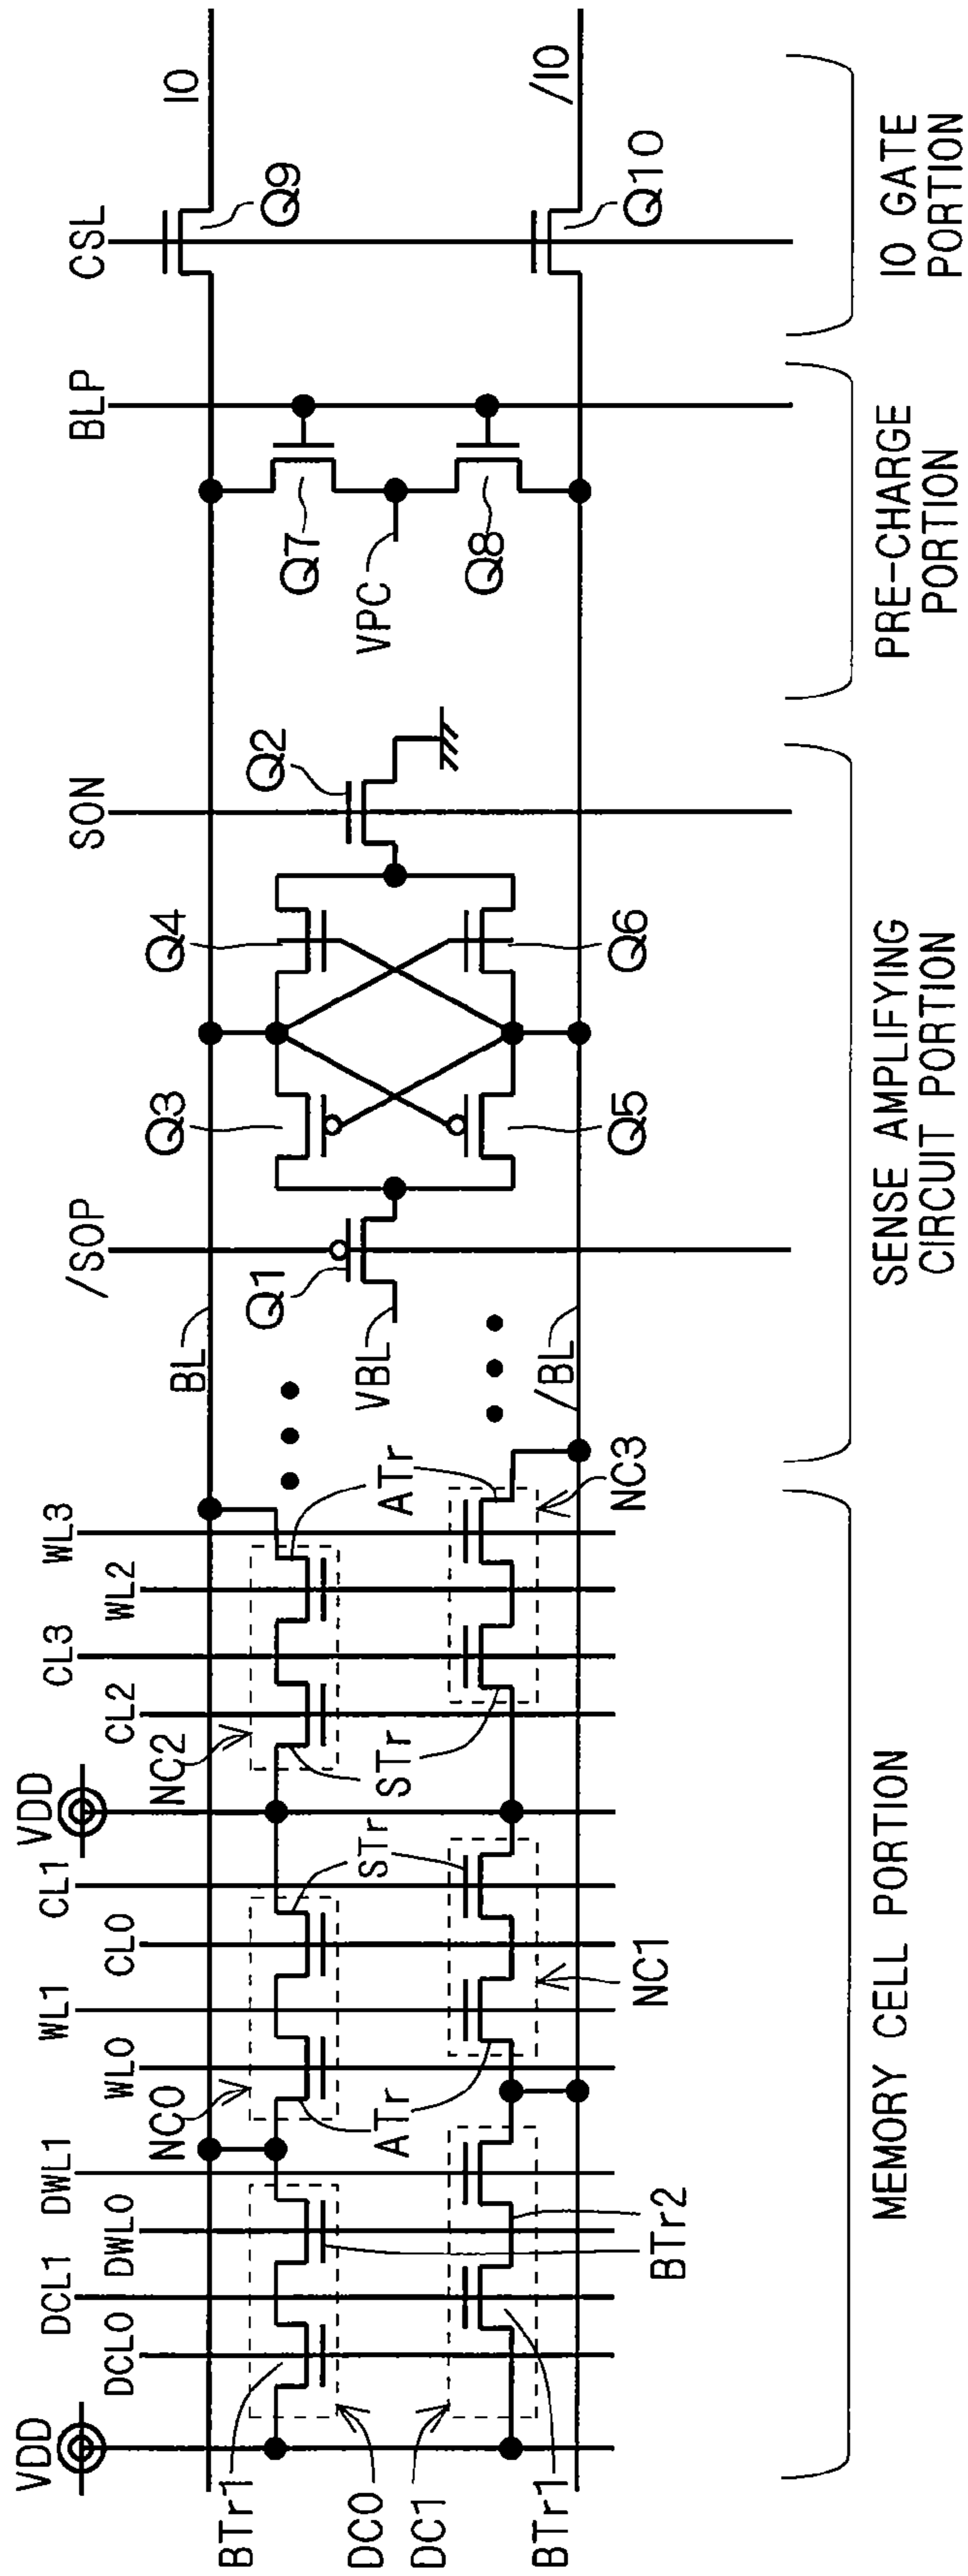 VDD
DCL0
DCL1
DWL0
DWL1
WL0
WL1
CL0
CL1
VDD
CL2
CL3
WL2
WL3
/SOP
SON
BLP
CSL
NC0
NC2
BL
Q1
Q3
Q4
Q2
Q7
Q9
IO
BTr1
DC0
DC1
BTr1
BTr2
ATr
STr
STr
ATr
VBL
VPC
Q8
/BL
NC1
NC3
Q5
Q6
Q10
/IO
MEMORY CELL PORTION
SENSE AMPLIFYING
CIRCUIT PORTION
PRE-CHARGE
PORTION
IO GATE
PORTION